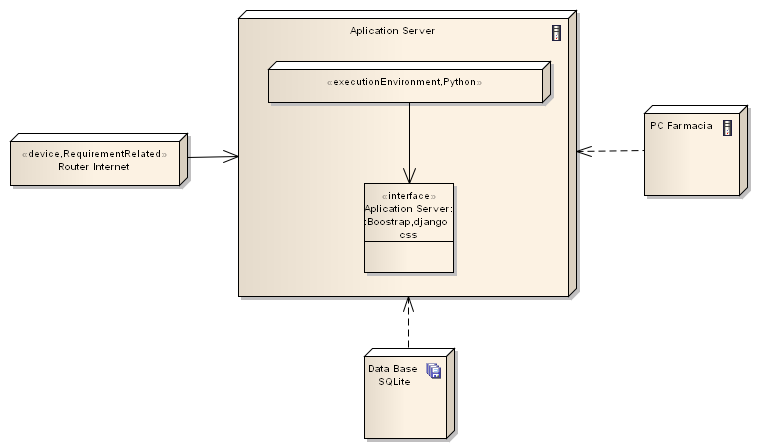 Aplication Server
«executionEnvironment,Python»
«device,RequirementRelated»
Router Internet
PC Farmacia
«interface»
Aplication Server:
:Boostrap,django
css
Data Base
SQLite